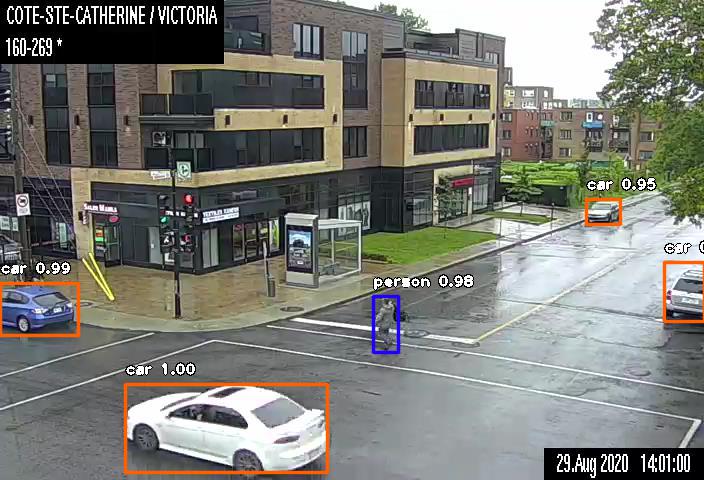 COTE-STE-CATHERINE / VICTORIA
160-269 *
car 0.95
car 0.99
person 0.98
car 1.00
29.Aug 2020 14:01:00